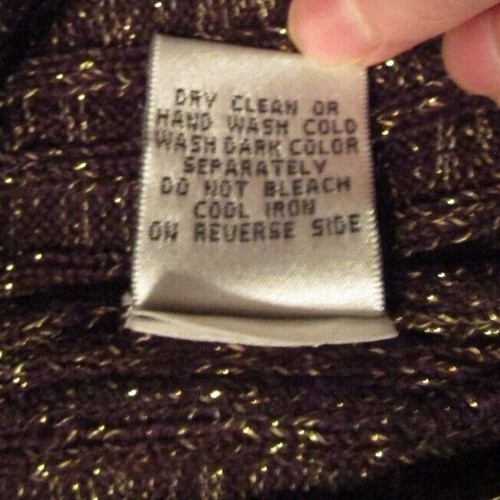 DRY CLEAN OR
HAND WASH COLD
WASH DARK COLOR
SEPARATELY
DO NOT BLEACH
COOL IRON
ON REVERSE SIDE